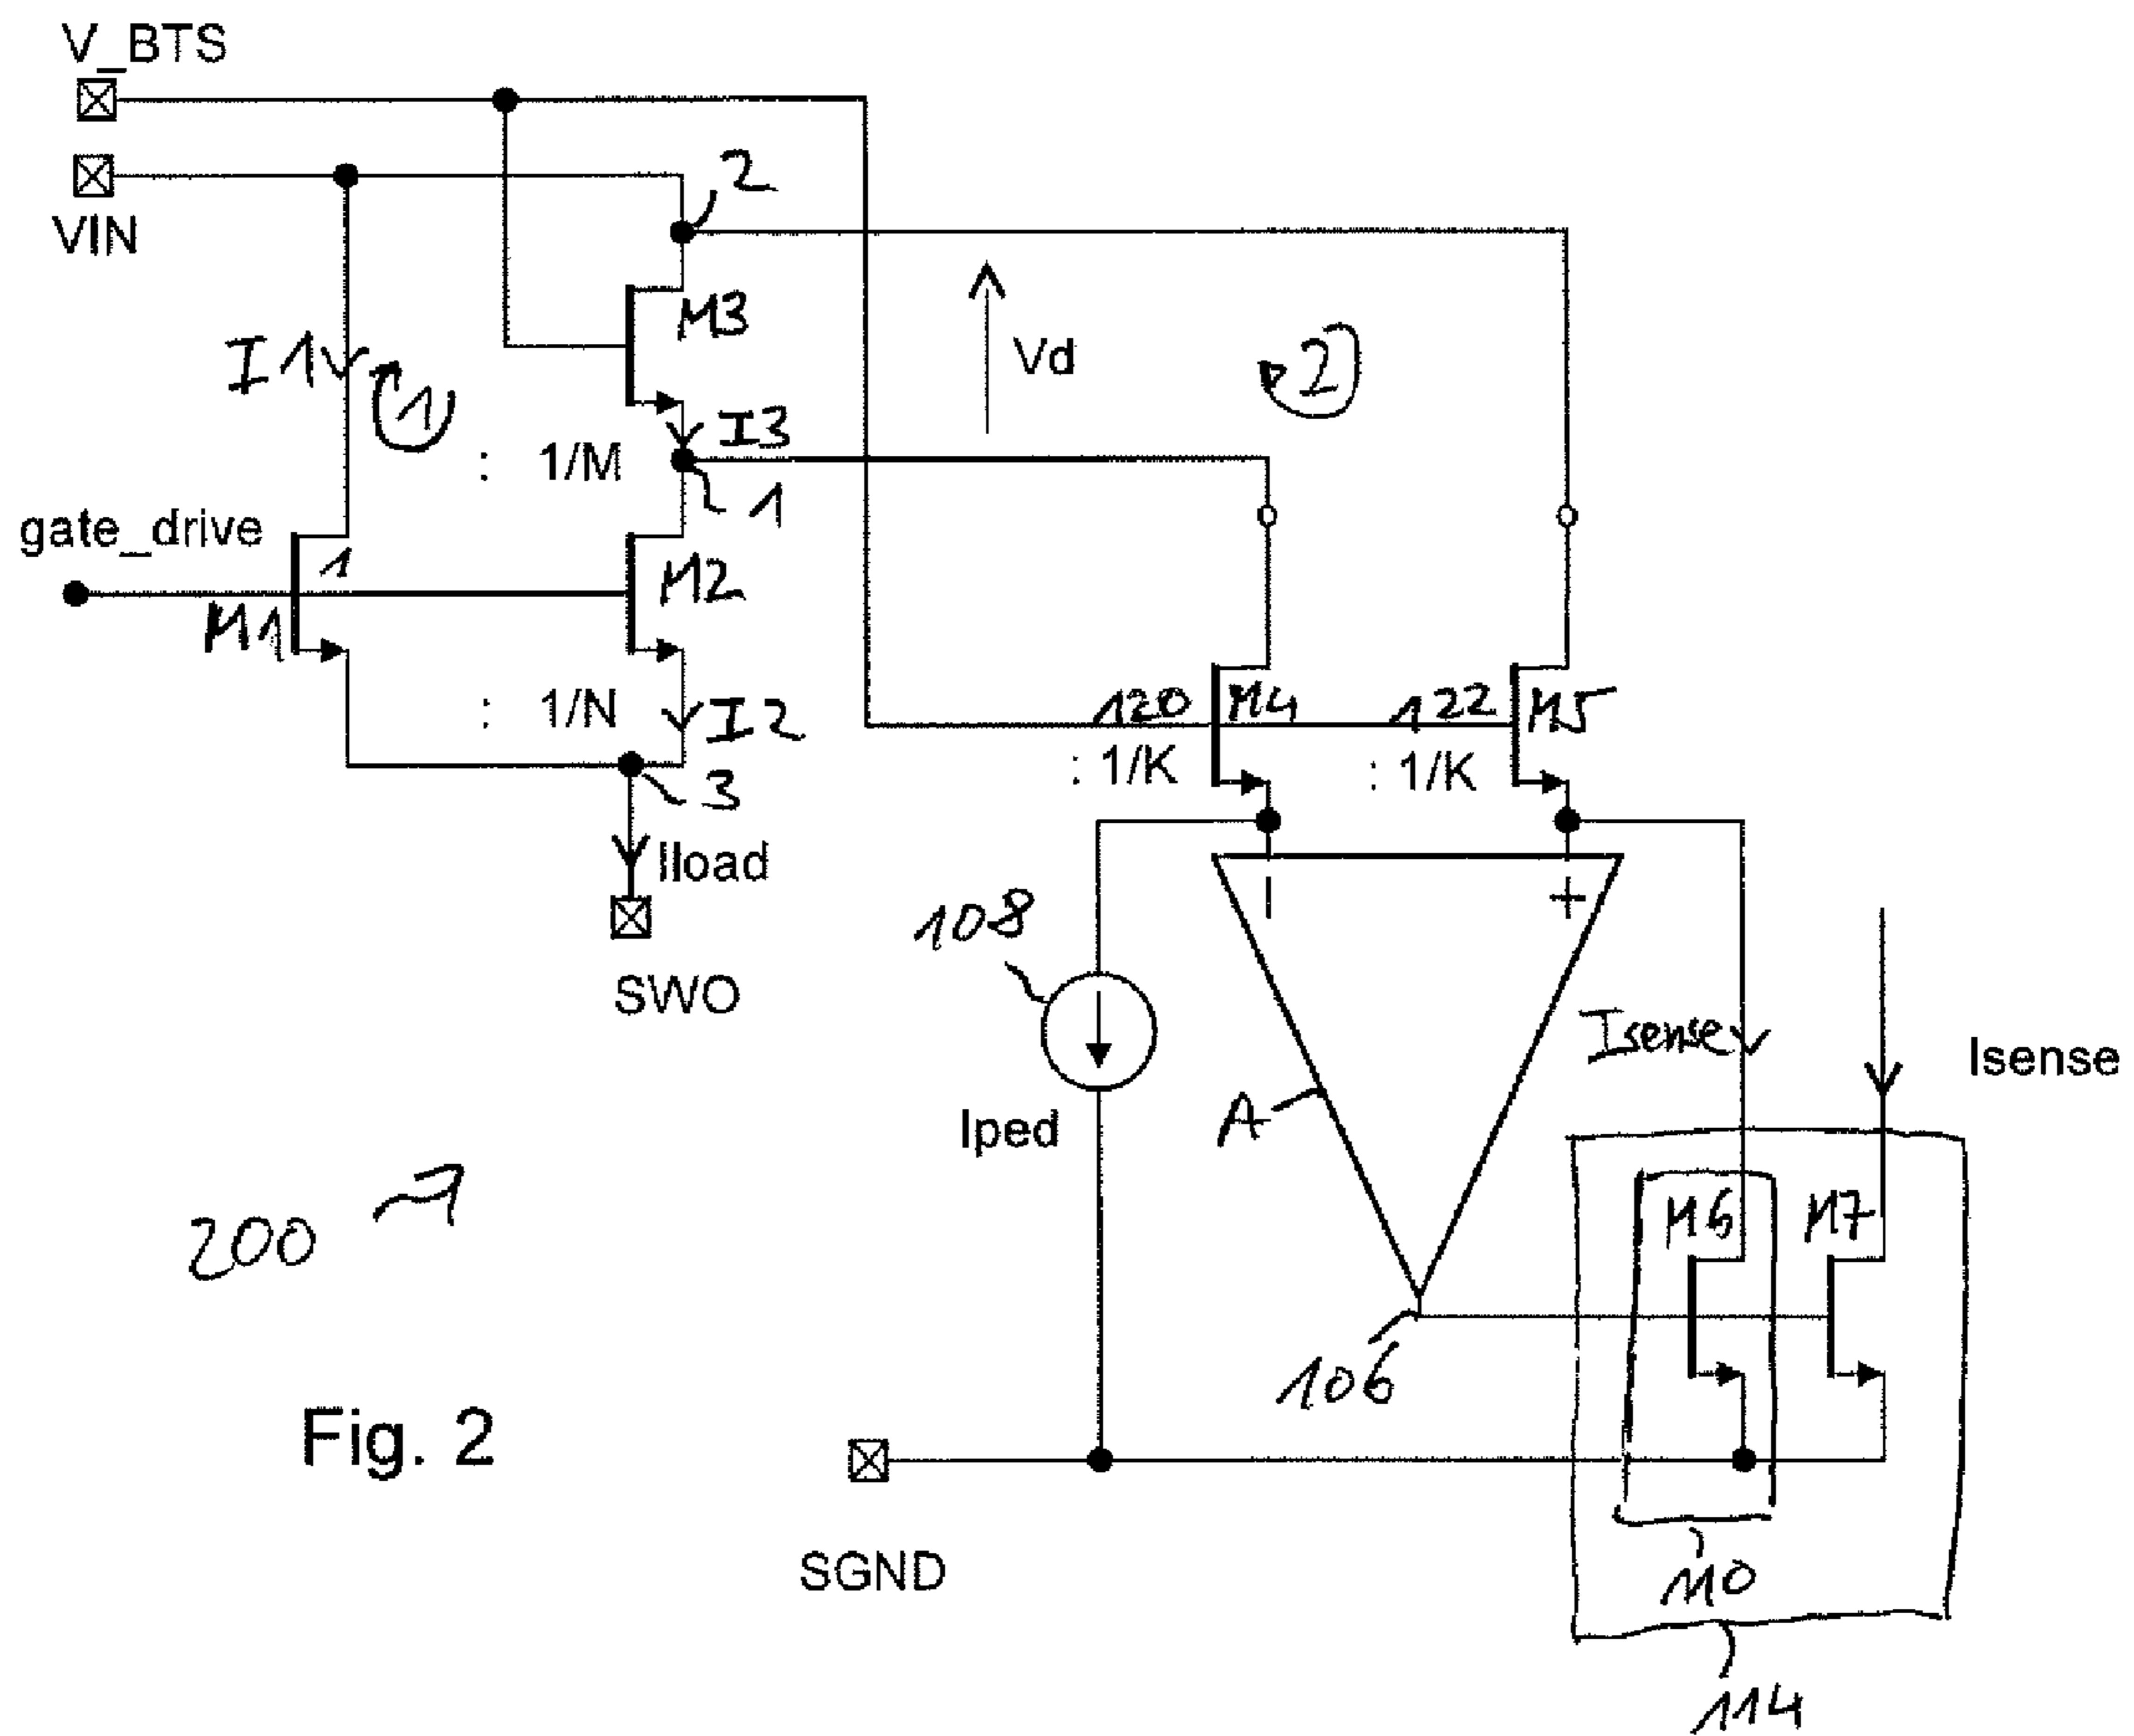 V_BTS
VIN
2
M3
Vd
2
I1
1
I3
: 1/M
1
gate_drive
1
M1
M2
: 1/N
I2
3
120
M4
122
M5
: 1/K
: 1/K
Iload
SWO
108
−
+
Isense
Isense
A
Iped
M6
M7
200
106
Fig. 2
SGND
110
114